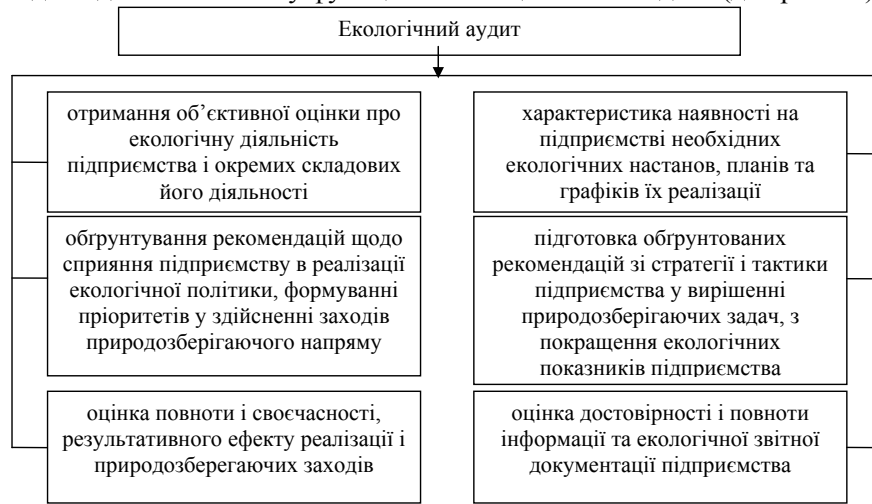 Екологічний аудит
отримання об’єктивної оцінки про
екологічну діяльність
підприємства і окремих складових
його діяльності
характеристика наявності на
підприємстві необхідних
екологічних настанов, планів та
графіків їх реалізації
обґрунтування рекомендацій щодо
сприяння підприємству в реалізації
екологічної політики, формуванні
пріоритетів у здійсненні заходів
природозберігаючого напряму
підготовка обґрунтованих
рекомендацій зі стратегії і тактики
підприємства у вирішенні
природозберігаючих задач, з
покращення екологічних
показників підприємства
оцінка повноти і своєчасності,
результативного ефекту реалізації і
природозберегаючих заходів
оцінка достовірності і повноти
інформації та екологічної звітної
документації підприємства